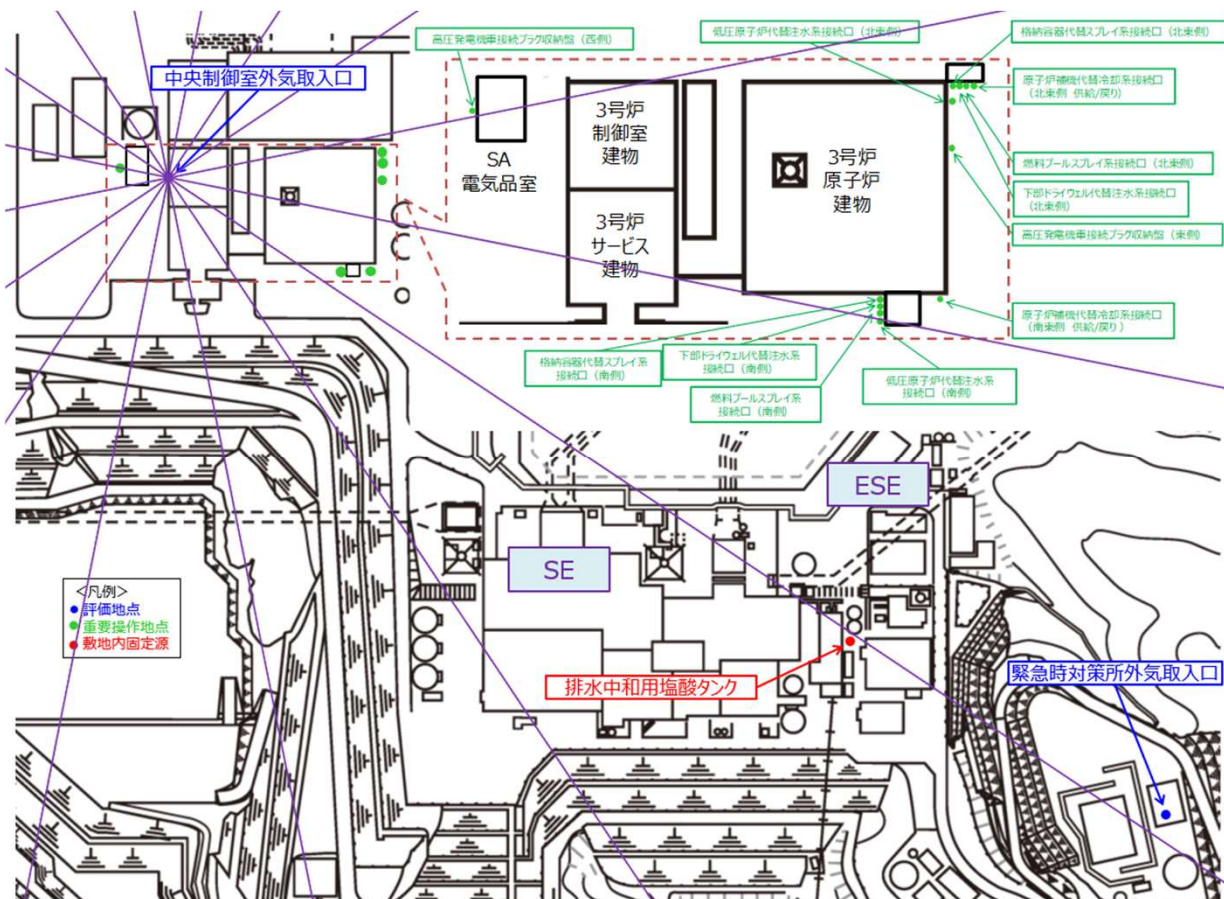 高圧発電機車接続プラグ収納盤（西側）
低圧原子炉代替注水系接続口（北東側）
格納容器代替スプレイ系接続口（北東側）
中央制御室外気取入口
原子炉補機代替冷却系接続口
（北東側 供給/戻り）
3号炉
制御室
建物
SA
電気品室
3号炉
原子炉
建物
燃料プールスプレイ系接続口（北東側）
下部ドライウェル代替注水系接続口
（北東側）
3号炉
サービス
建物
高圧発電機車接続プラグ収納盤（東側）
原子炉補機代替冷却系接続口
（南東側 供給/戻り）
格納容器代替スプレイ系
接続口（南側）
下部ドライウェル代替注水系
接続口（南側）
燃料プールスプレイ系
接続口（南側）
低圧原子炉代替注水系
接続口（南側）
ESE
SE
＜凡例＞
評価地点
重要操作地点
敷地内固定源
排水中和用塩酸タンク
緊急時対策所外気取入口